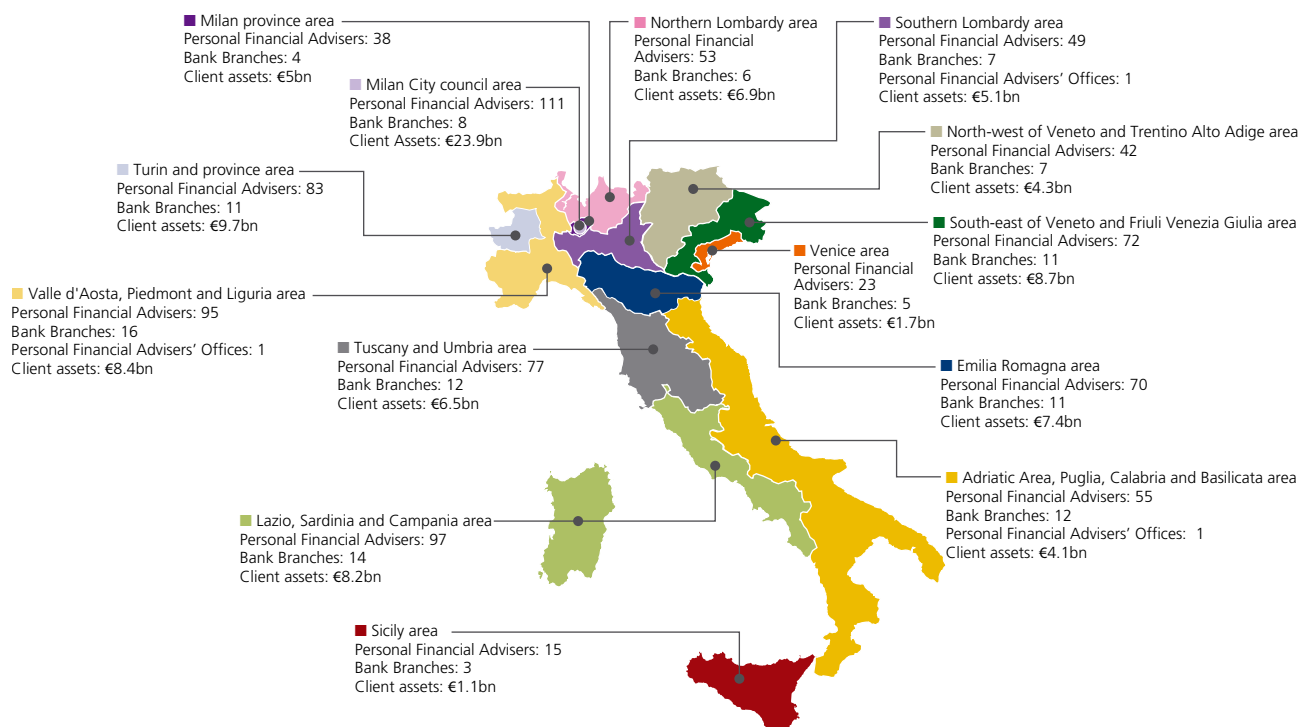 Milan province area
Personal Financial Advisers: 38
Bank Branches: 4
Client assets: €5bn
Northern Lombardy area
Personal Financial
Advisers: 53
Bank Branches: 6
Client assets: €6.9bn
Southern Lombardy area
Personal Financial Advisers: 49
Bank Branches: 7
Personal Financial Advisers' Offices: 1
Client assets: €5.1bn
Milan City council area
Personal Financial Advisers: 111
Bank Branches: 8
Client Assets: €23.9bn
North-west of Veneto and Trentino Alto Adige area
Personal Financial Advisers: 42
Bank Branches: 7
Client assets: €4.3bn
Turin and province area
Personal Financial Advisers: 83
Bank Branches: 11
Client assets: €9.7bn
South-east of Veneto and Friuli Venezia Giulia area
Personal Financial Advisers: 72
Bank Branches: 11
Client assets: €8.7bn
Venice area
Personal Financial
Advisers: 23
Bank Branches: 5
Client assets: €1.7bn
Valle d'Aosta, Piedmont and Liguria area
Personal Financial Advisers: 95
Bank Branches: 16
Personal Financial Advisers' Offices: 1
Client assets: €8.4bn
Tuscany and Umbria area
Personal Financial Advisers: 77
Bank Branches: 12
Client assets: €6.5bn
Emilia Romagna area
Personal Financial Advisers: 70
Bank Branches: 11
Client assets: €7.4bn
Adriatic Area, Puglia, Calabria and Basilicata area
Personal Financial Advisers: 55
Bank Branches: 12
Personal Financial Advisers' Offices: 1
Client assets: €4.1bn
Lazio, Sardinia and Campania area
Personal Financial Advisers: 97
Bank Branches: 14
Client assets: €8.2bn
Sicily area
Personal Financial Advisers: 15
Bank Branches: 3
Client assets: €1.1bn